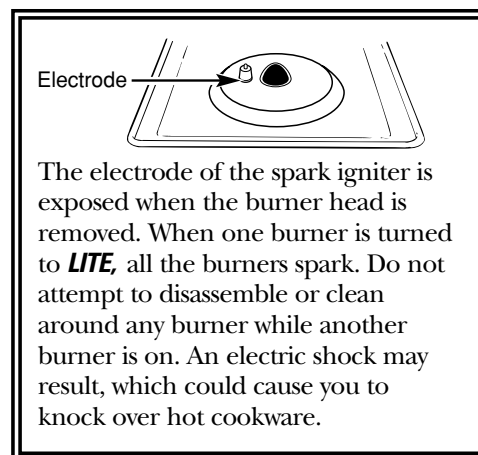 Electrode
The electrode of the spark igniter is
exposed when the burner head is
removed. When one burner is turned
to LITE, all the burners spark. Do not
attempt to disassemble or clean
around any burner while another
burner is on. An electric shock may
result, which could cause you to
knock over hot cookware.